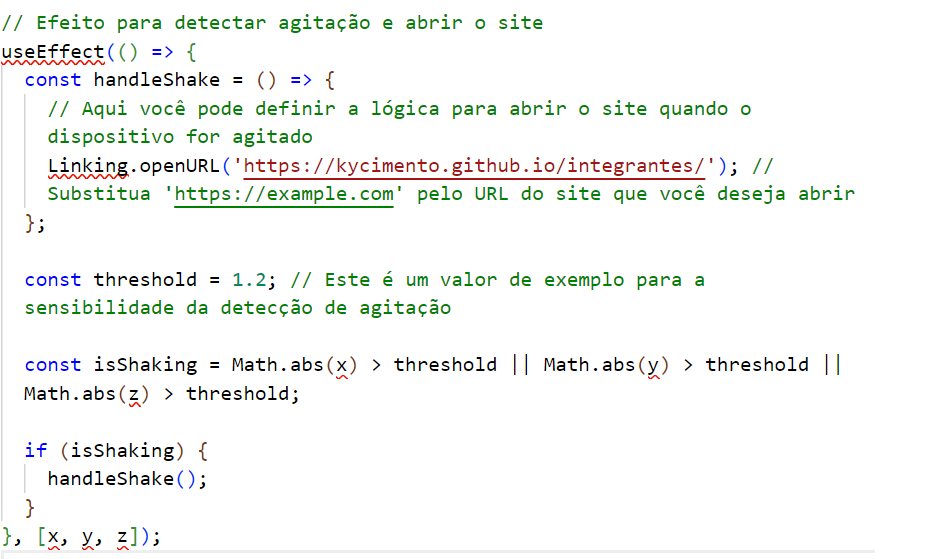 // Efeito para detectar agitação e abrir o site
useEffect(() => {
const handleShake = () => {
// Aqui você pode definir a lógica para abrir o site quando o
dispositivo for agitado
Linking.openURL('https://kycimento.github.io/integrantes/'); //
Substitua 'https://example.com' pelo URL do site que você deseja abrir
};
const threshold = 1.2; // Este é um valor de exemplo para a
sensibilidade da detecção de agitação
const isShaking = Math.abs(x) > threshold || Math.abs(y) > threshold ||
Math.abs(z) > threshold;
if (isShaking) {
handleShake();
}
}, [x, y, z]);